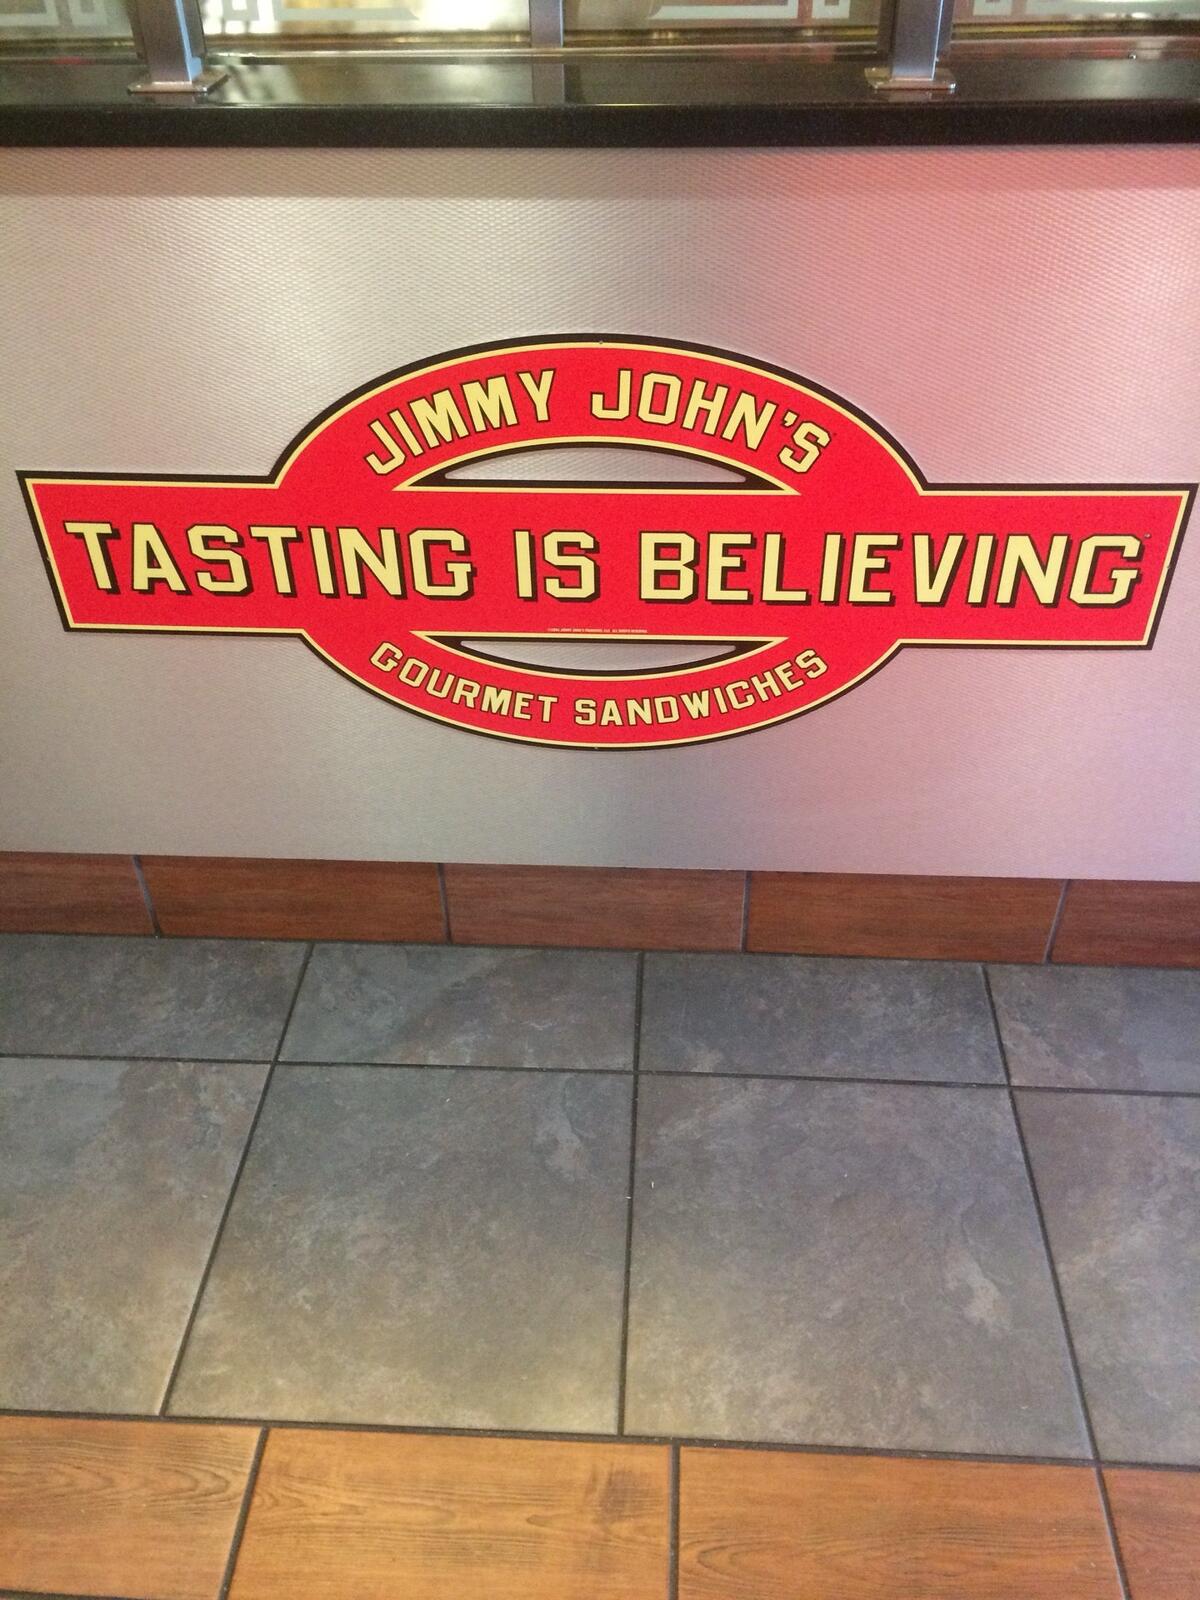 JIMMY JOHN'S
TASTING IS BELIEVING
GOURMET SANDWICHES